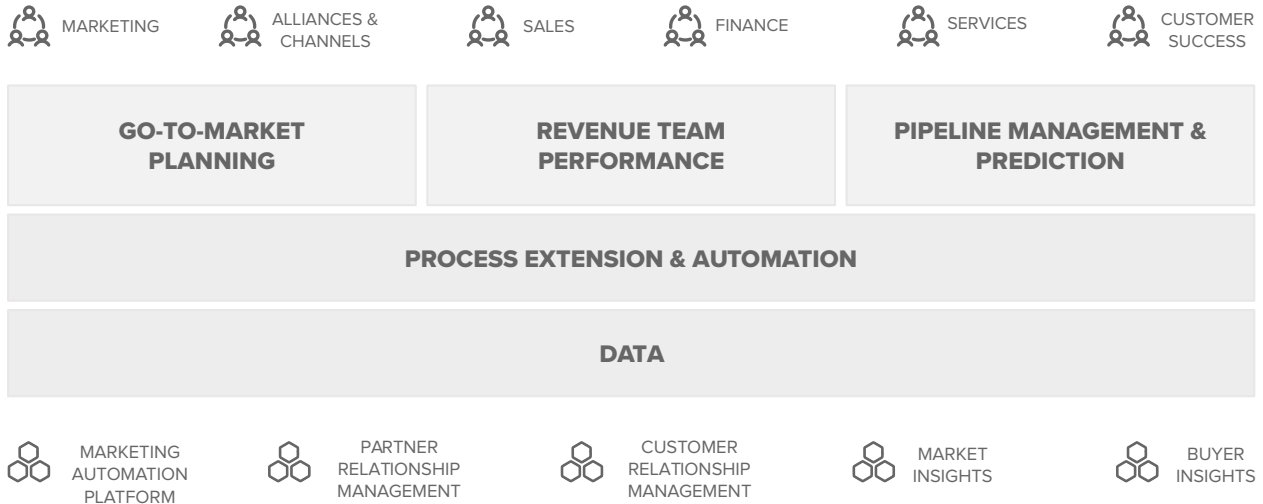 MARKETING
ALLIANCES &
CHANNELS
SALES
FINANCE
SERVICES
CUSTOMER
SUCCESS
GO-TO-MARKET
PLANNING
REVENUE TEAM
PERFORMANCE
PIPELINE MANAGEMENT &
PREDICTION
PROCESS EXTENSION & AUTOMATION
DATA
MARKETING
AUTOMATION
PLATFORM
PARTNER
RELATIONSHIP
MANAGEMENT
CUSTOMER
RELATIONSHIP
MANAGEMENT
MARKET
INSIGHTS
BUYER
INSIGHTS